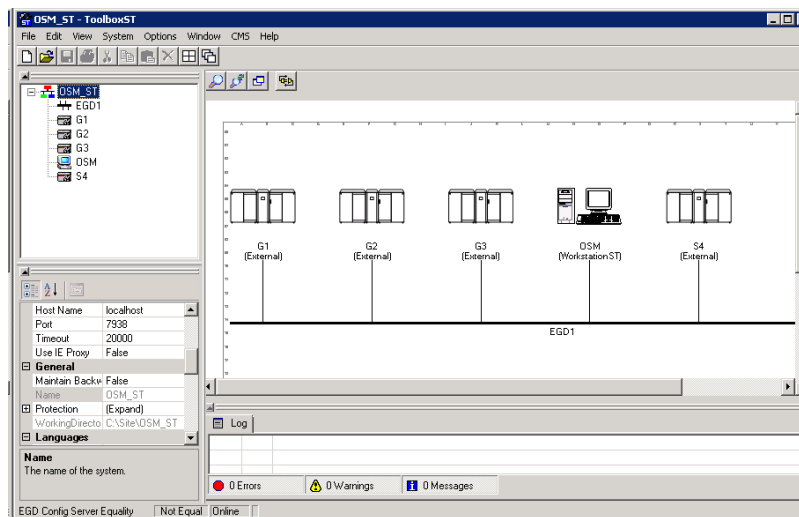 OSM_ST - ToolboxST
File Edit View System Options Window CMS Help
OSM_ST
EGD1
G1
G2
G3
OSM
S4
G1
(External)
G2
(External)
G3
(External)
OSM
(WorkstationST)
S4
(External)
EGD1
Host Name localhost
Port 7938
Timeout 20000
Use IE Proxy False
General
Maintain Backw False
Name OSM_ST
Protection (Expand)
WorkingDirecto C:\Site\OSM_ST
Languages
Name
The name of the system.
Log
0 Errors 0 Warnings 0 Messages
EGD Config Server Equality Not Equal Online